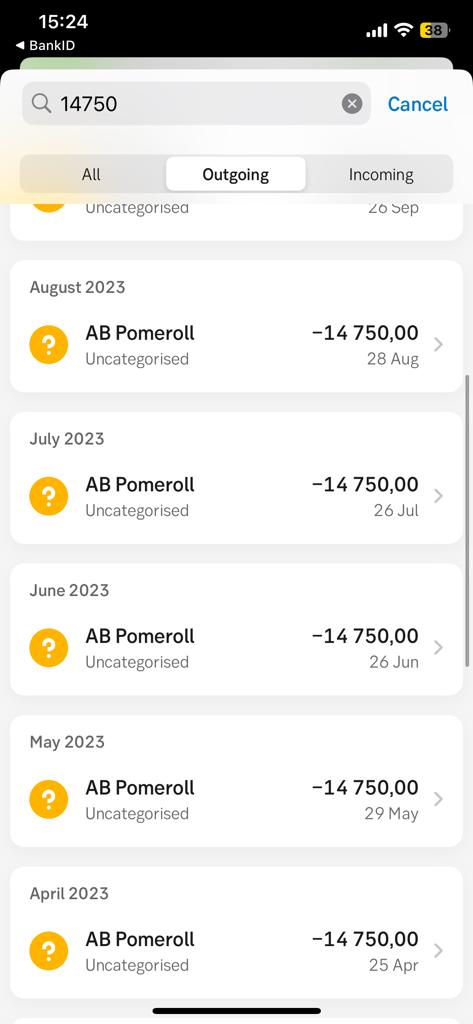 15:24
38
◀ BankID
14750
Cancel
All
Outgoing
Incoming
Uncategorised
26 Sep
August 2023
AB Pomeroll
−14 750,00
Uncategorised
28 Aug
July 2023
AB Pomeroll
−14 750,00
Uncategorised
26 Jul
June 2023
AB Pomeroll
−14 750,00
Uncategorised
26 Jun
May 2023
AB Pomeroll
−14 750,00
Uncategorised
29 May
April 2023
AB Pomeroll
−14 750,00
Uncategorised
25 Apr